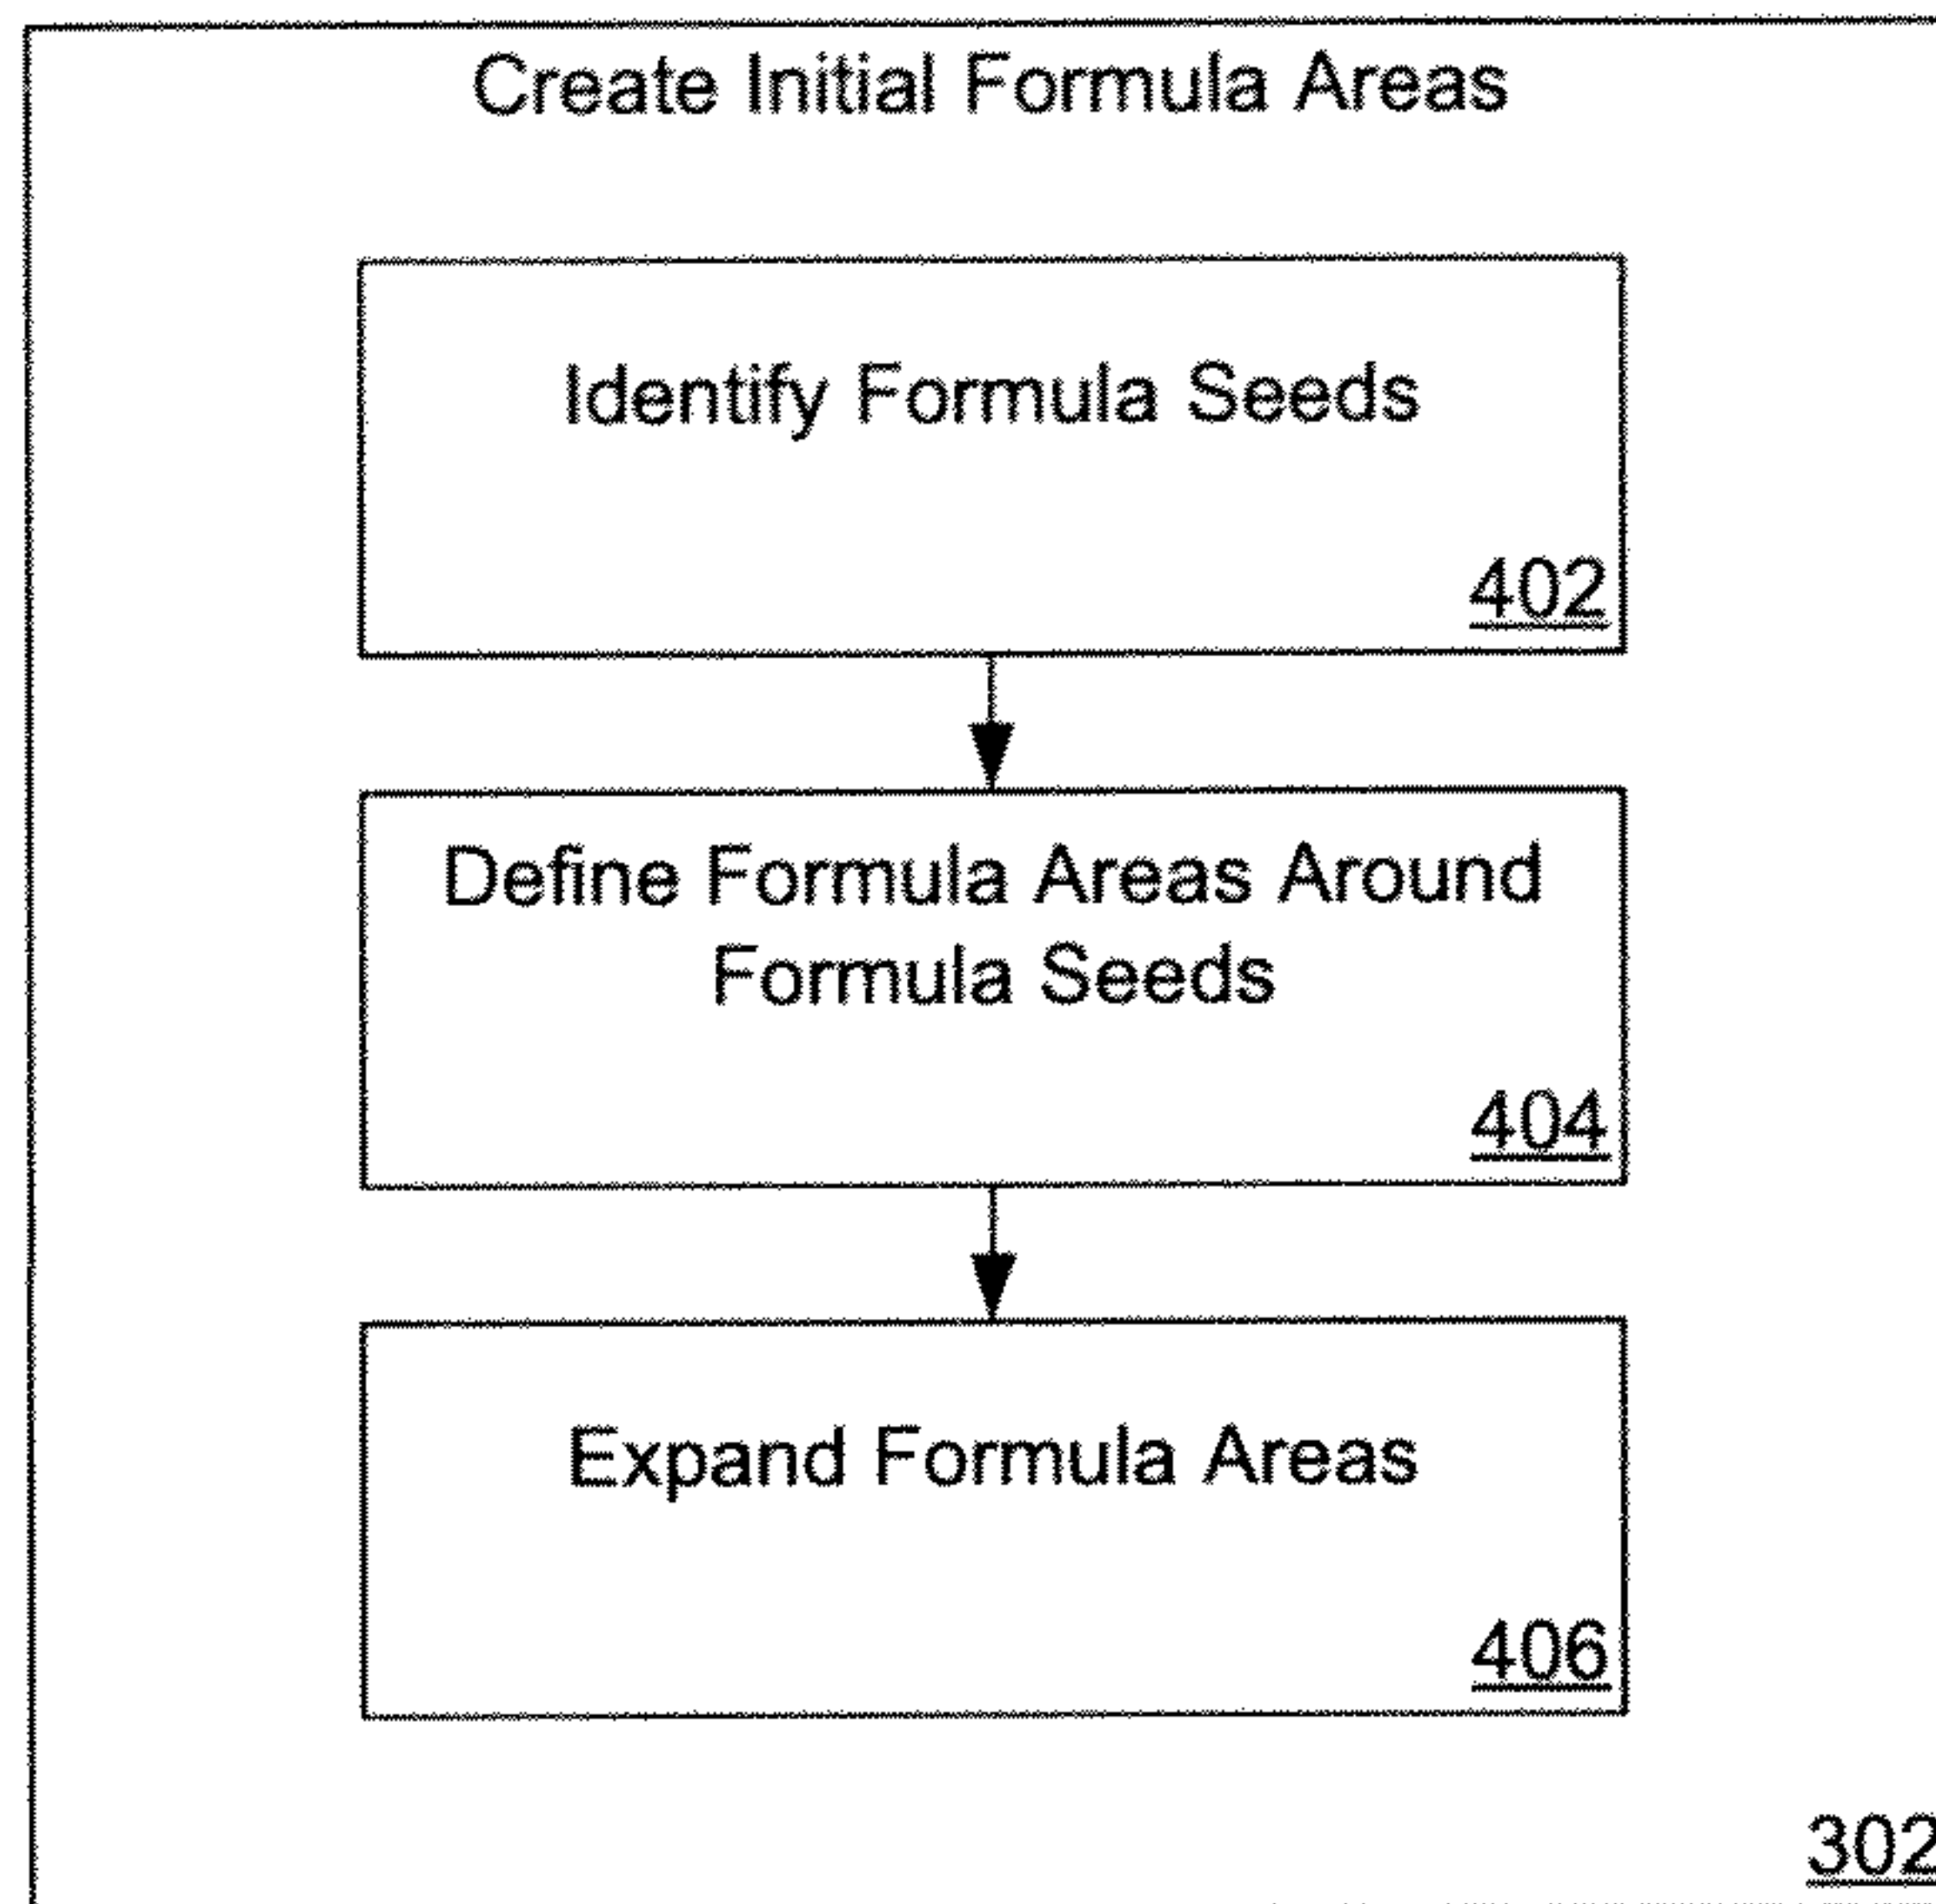 Create Initial Formula Areas
Identify Formula Seeds
402
Define Formula Areas Around
Formula Seeds
404
Expand Formula Areas
406
302